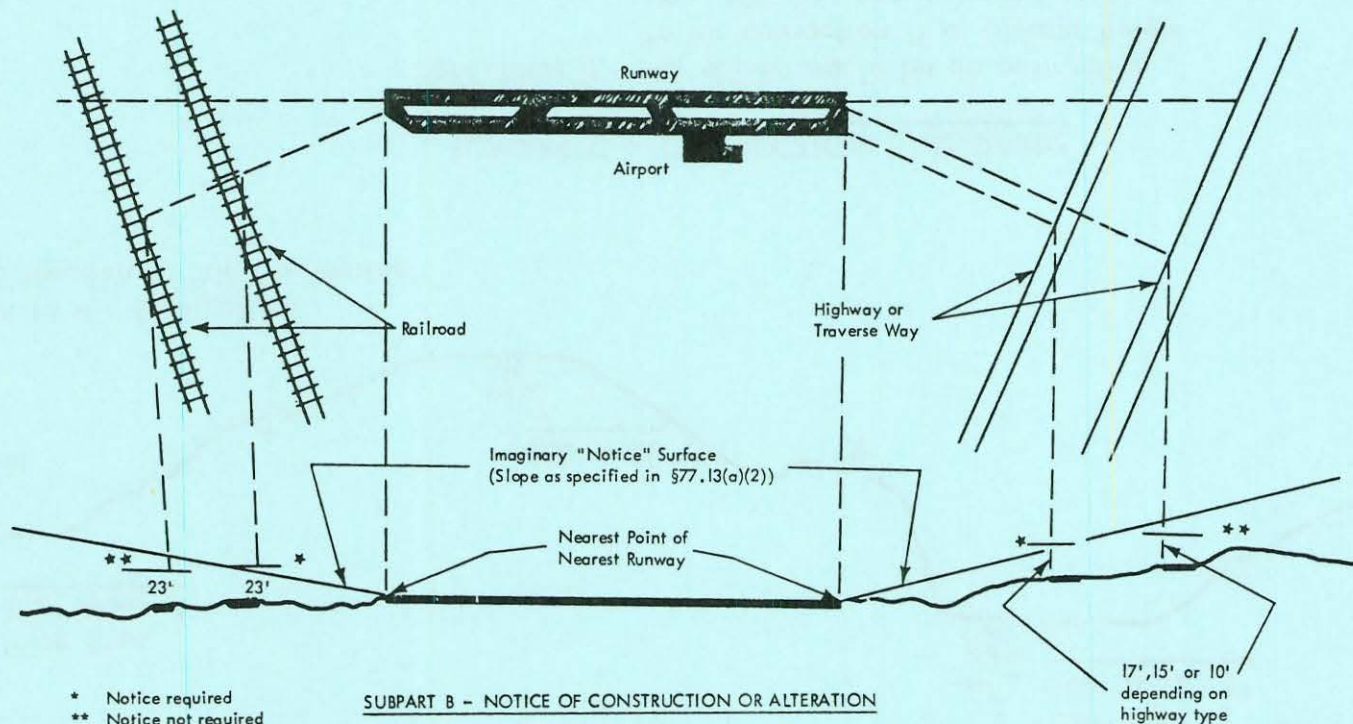 Runway
Airport
Railroad
Highway or
Traverse Way
Imaginary "Notice" Surface
(Slope as specified in §77.13(a)(2))
** *
Nearest Point of
Nearest Runway
* **
23' 23'
17', 15' or 10'
depending on
highway type
* Notice required
** Notice not required
SUBPART B - NOTICE OF CONSTRUCTION OR ALTERATION